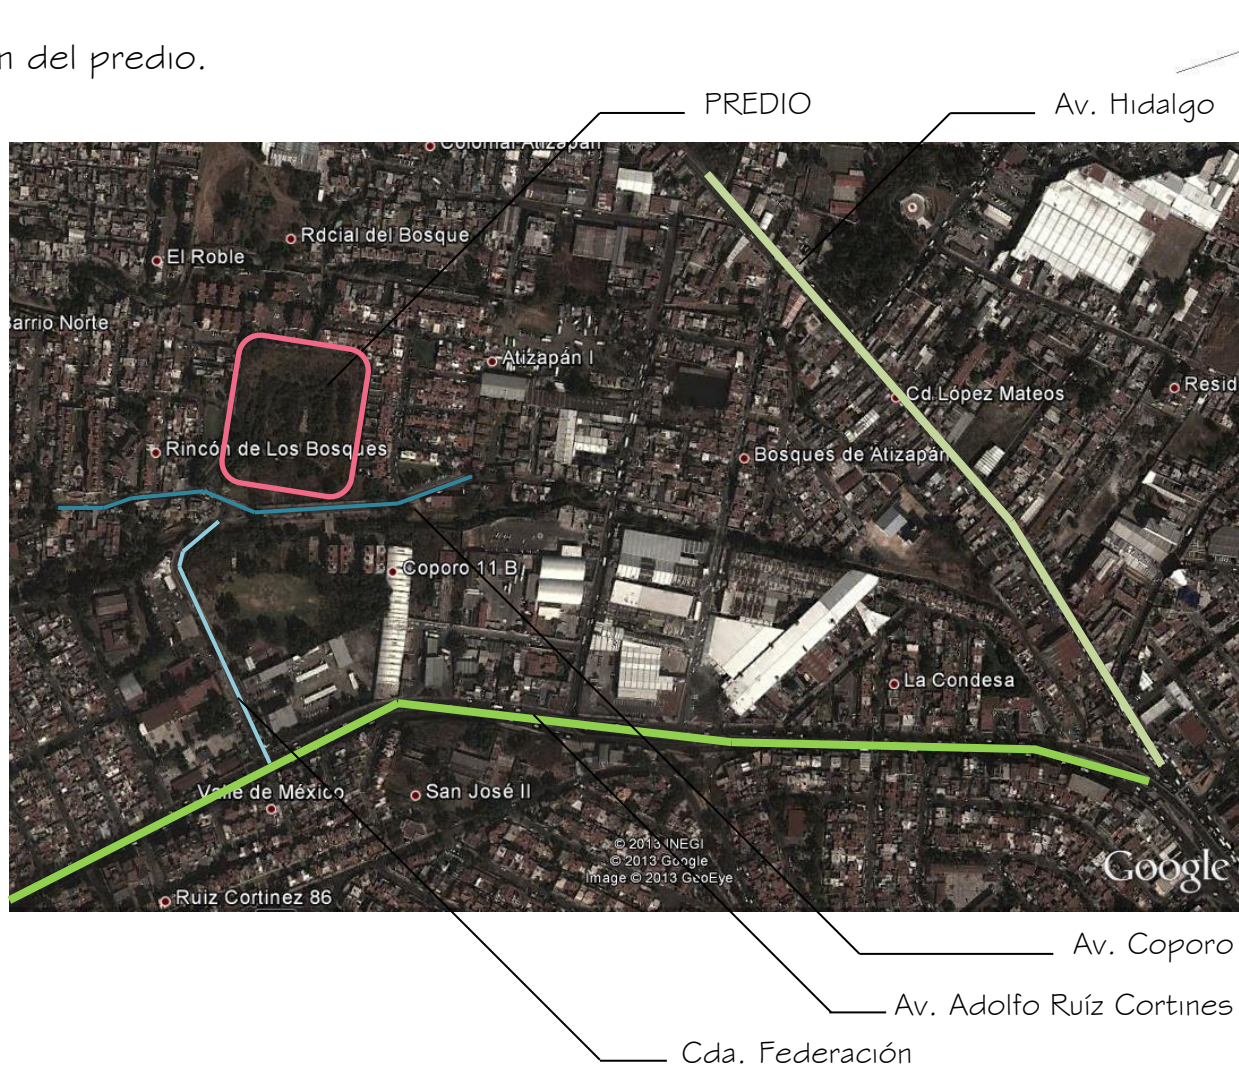 n del predio.
PREDIO
Av. Hidalgo
Colonial Atizapán
Rdcial del Bosque
El Roble
Barrio Norte
Atizapán I
Cd López Mateos
Resid
Rincón de Los Bosques
Bosques de Atizapán
Coporo 11 B
La Condesa
Valle de México
San José II
© 2013 INEGI
© 2013 Google
Image © 2013 GeoEye
Google
Ruiz Cortinez 86
Av. Coporo
Av. Adolfo Ruíz Cortines
Cda. Federación